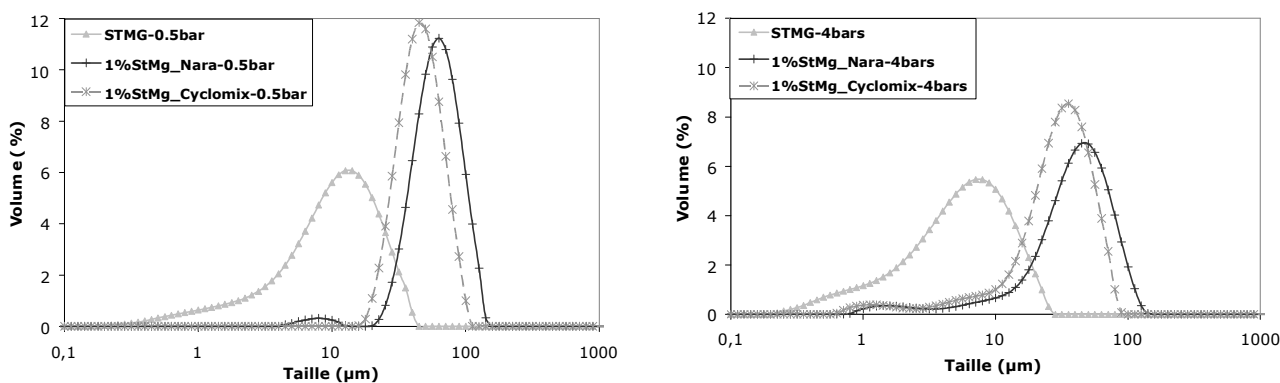 12
10
8
6
4
2
0
Volume (%)
STMG-0.5bar
1%StMg_Nara-0.5bar
1%StMg_Cyclomix-0.5bar
0,1
1
10
100
1000
Taille (µm)
12
10
8
6
4
2
0
Volume (%)
STMG-4bars
1%StMg_Nara-4bars
1%StMg_Cyclomix-4bars
0,1
1
10
100
1000
Taille (µm)